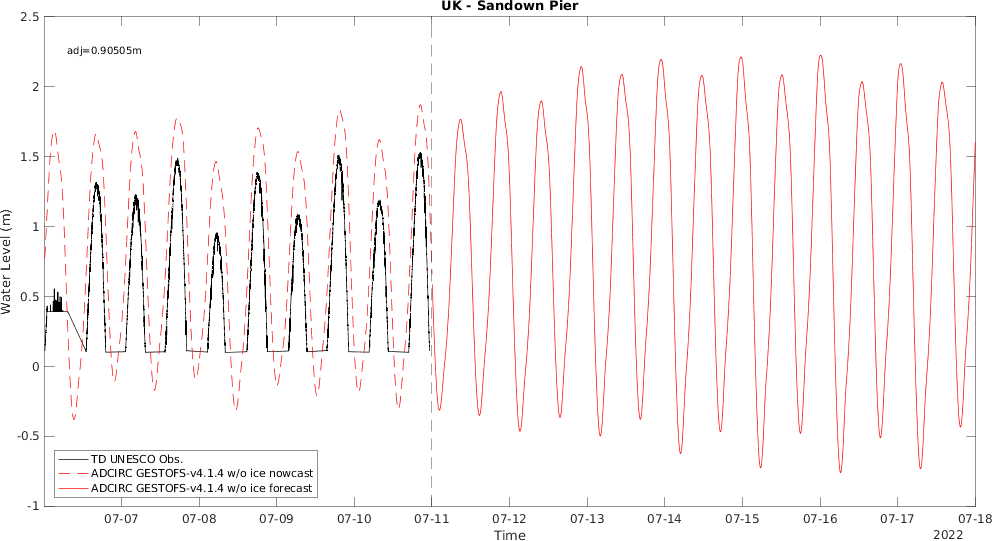 UK - Sandown Pier
adj=0.90505m
2.5
2
1.5
1
0.5
0
-0.5
-1
Water Level (m)
TD UNESCO Obs.
ADCIRC GESTOFS-v4.1.4 w/o ice nowcast
ADCIRC GESTOFS-v4.1.4 w/o ice forecast
07-07 07-08 07-09 07-10 07-11 07-12 07-13 07-14 07-15 07-16 07-17 07-18
Time
2022